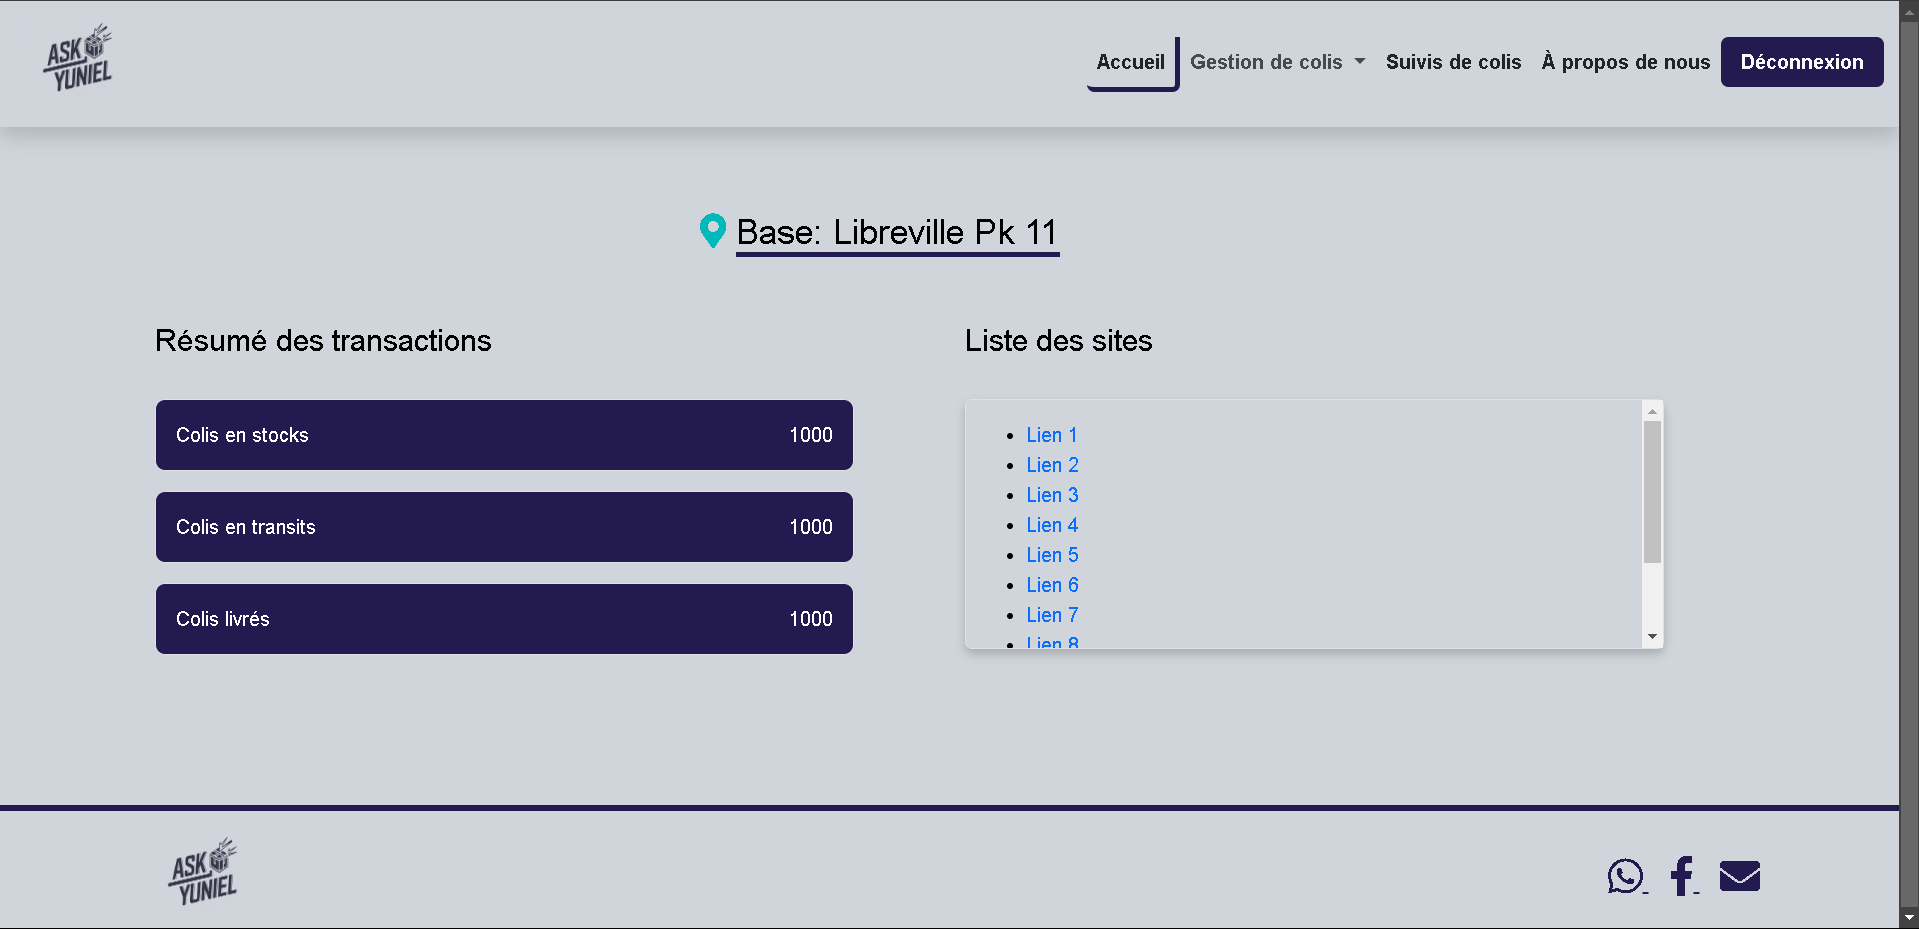 ASK
YUNIEL
Accueil Gestion de colis Suivis de colis À propos de nous Déconnexion
Base: Libreville Pk 11
Résumé des transactions
Colis en stocks 1000
Colis en transits 1000
Colis livrés 1000
Liste des sites
Lien 1
Lien 2
Lien 3
Lien 4
Lien 5
Lien 6
Lien 7
Lien 8
ASK
YUNIEL